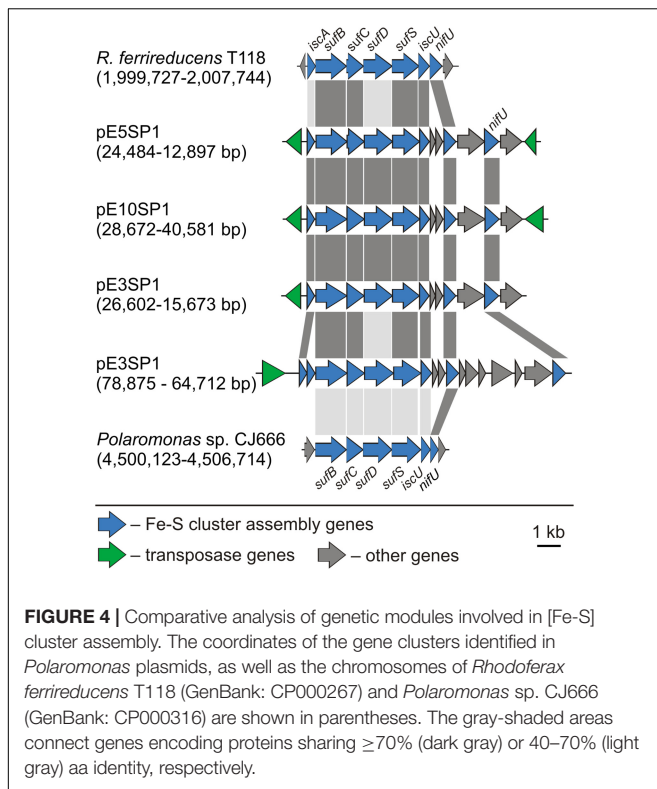 iscA sufB sufC sufD sufS iscU nifU
R. ferrireducens T118
(1,999,727-2,007,744)
pE5SP1
(24,484-12,897 bp)
nifU
pE10SP1
(28,672-40,581 bp)
pE3SP1
(26,602-15,673 bp)
pE3SP1
(78,875 - 64,712 bp)
Polaromonas sp. CJ666
(4,500,123-4,506,714)
sufB sufC sufD sufS iscU nifU
– Fe-S cluster assembly genes
– transposase genes – other genes
1 kb
FIGURE 4 | Comparative analysis of genetic modules involved in [Fe-S]
cluster assembly. The coordinates of the gene clusters identified in
Polaromonas plasmids, as well as the chromosomes of Rhodoferax
ferrireducens T118 (GenBank: CP000267) and Polaromonas sp. CJ666
(GenBank: CP000316) are shown in parentheses. The gray-shaded areas
connect genes encoding proteins sharing ≥70% (dark gray) or 40–70% (light
gray) aa identity, respectively.